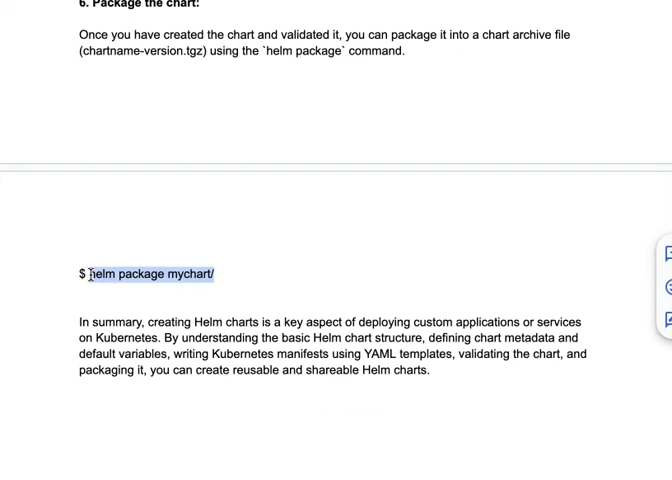 6. Package the chart:
Once you have created the chart and validated it, you can package it into a chart archive file
(chartname-version.tgz) using the `helm package` command.
$ helm package mychart/
In summary, creating Helm charts is a key aspect of deploying custom applications or services
on Kubernetes. By understanding the basic Helm chart structure, defining chart metadata and
default variables, writing Kubernetes manifests using YAML templates, validating the chart, and
packaging it, you can create reusable and shareable Helm charts.